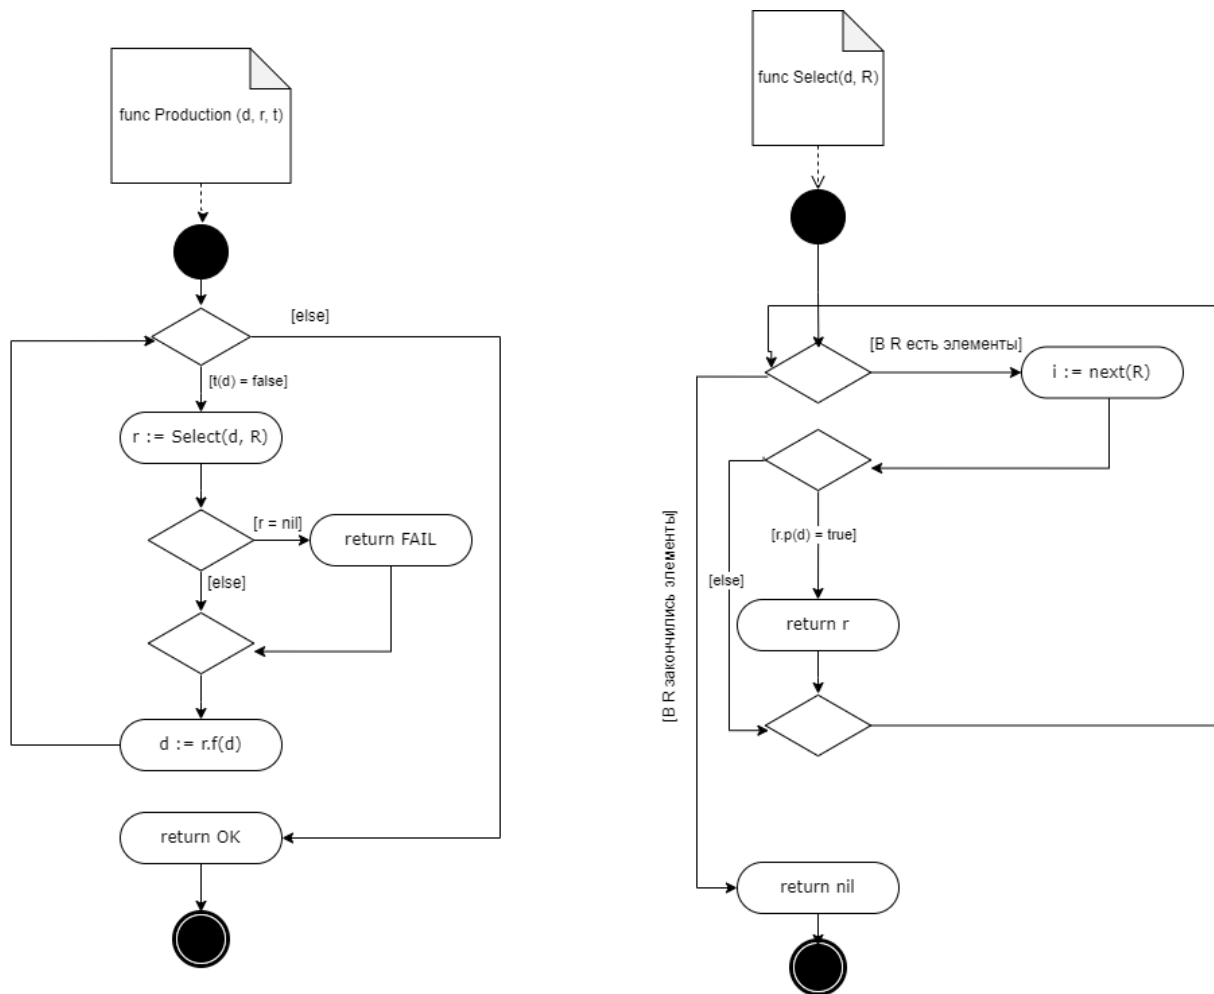 func Production (d, r, t)
[else]
[t(d) = false]
r := Select(d, R)
[r = nil]
return FAIL
[else]
d := r.f(d)
return OK
func Select(d, R)
[В R есть элементы]
i := next(R)
[r.p(d) = true]
[else]
[В R закончились элементы]
return r
return nil